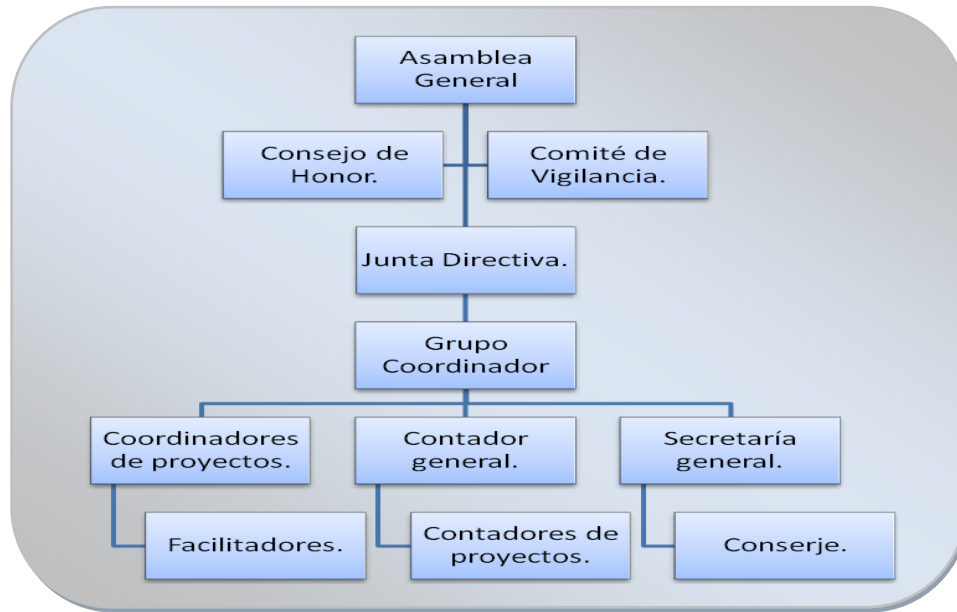 Asamblea
General
Consejo de
Honor.
Comité de
Vigilancia.
Junta Directiva.
Grupo
Coordinador
Coordinadores
de proyectos.
Contador
general.
Secretaría
general.
Facilitadores.
Contadores de
proyectos.
Conserje.